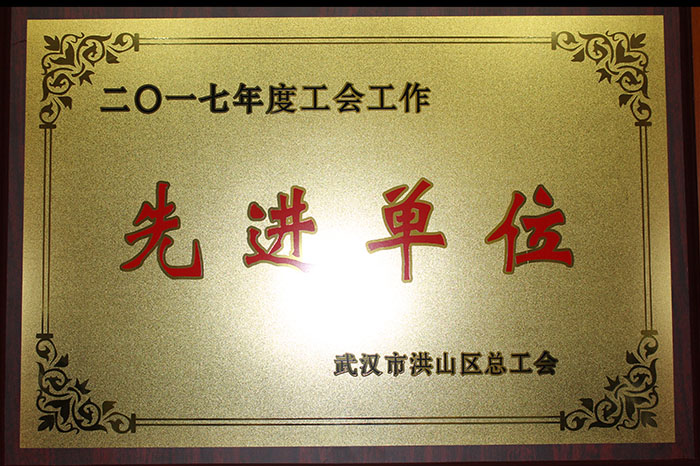 二〇一七年度工会工作
先进单位
武汉市洪山区总工会